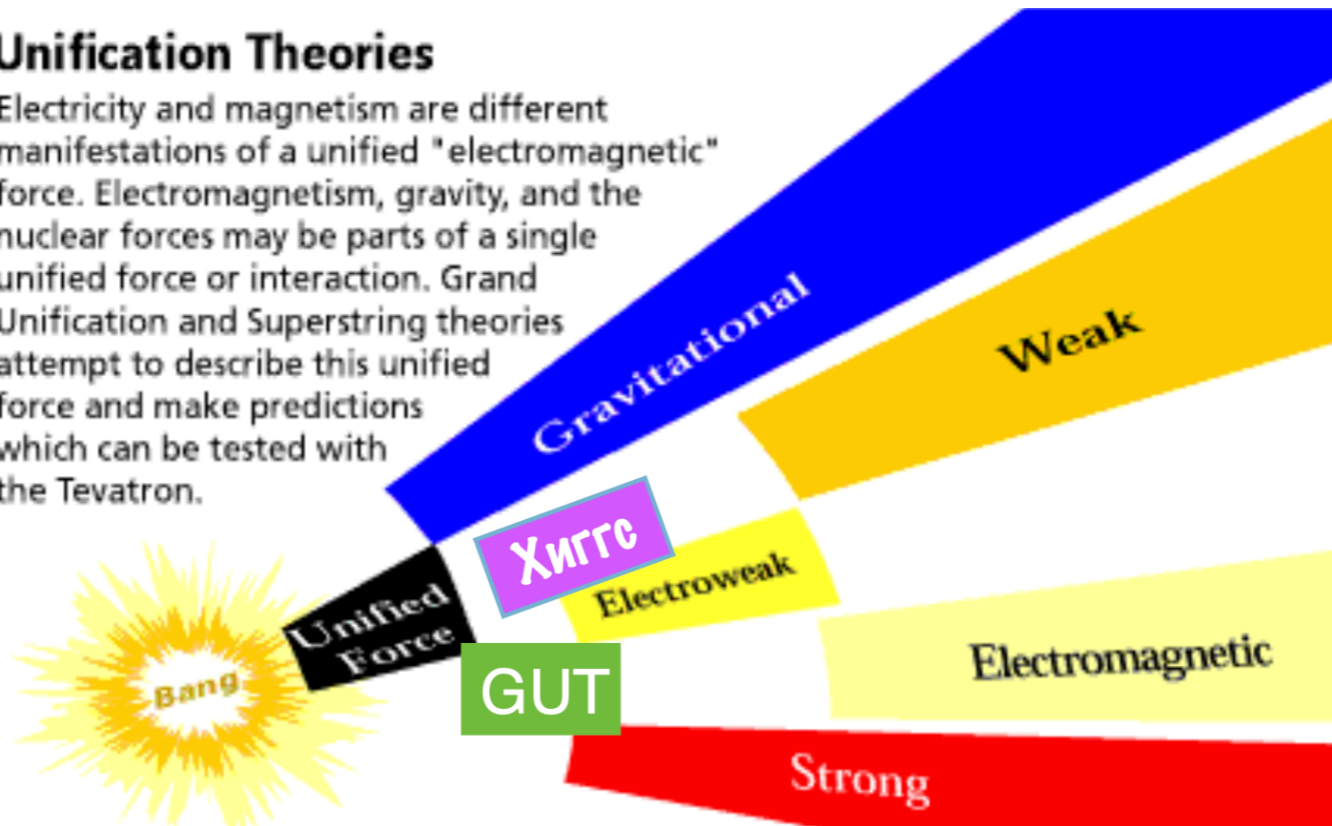 Unification Theories
Electricity and magnetism are different
manifestations of a unified "electromagnetic"
force. Electromagnetism, gravity, and the
nuclear forces may be parts of a single
unified force or interaction. Grand
Unification and Superstring theories
attempt to describe this unified
force and make predictions
which can be tested with
the Tevatron.
Gravitational
Weak
Хиггс
Electroweak
Unified
Force
Bang
GUT
Electromagnetic
Strong